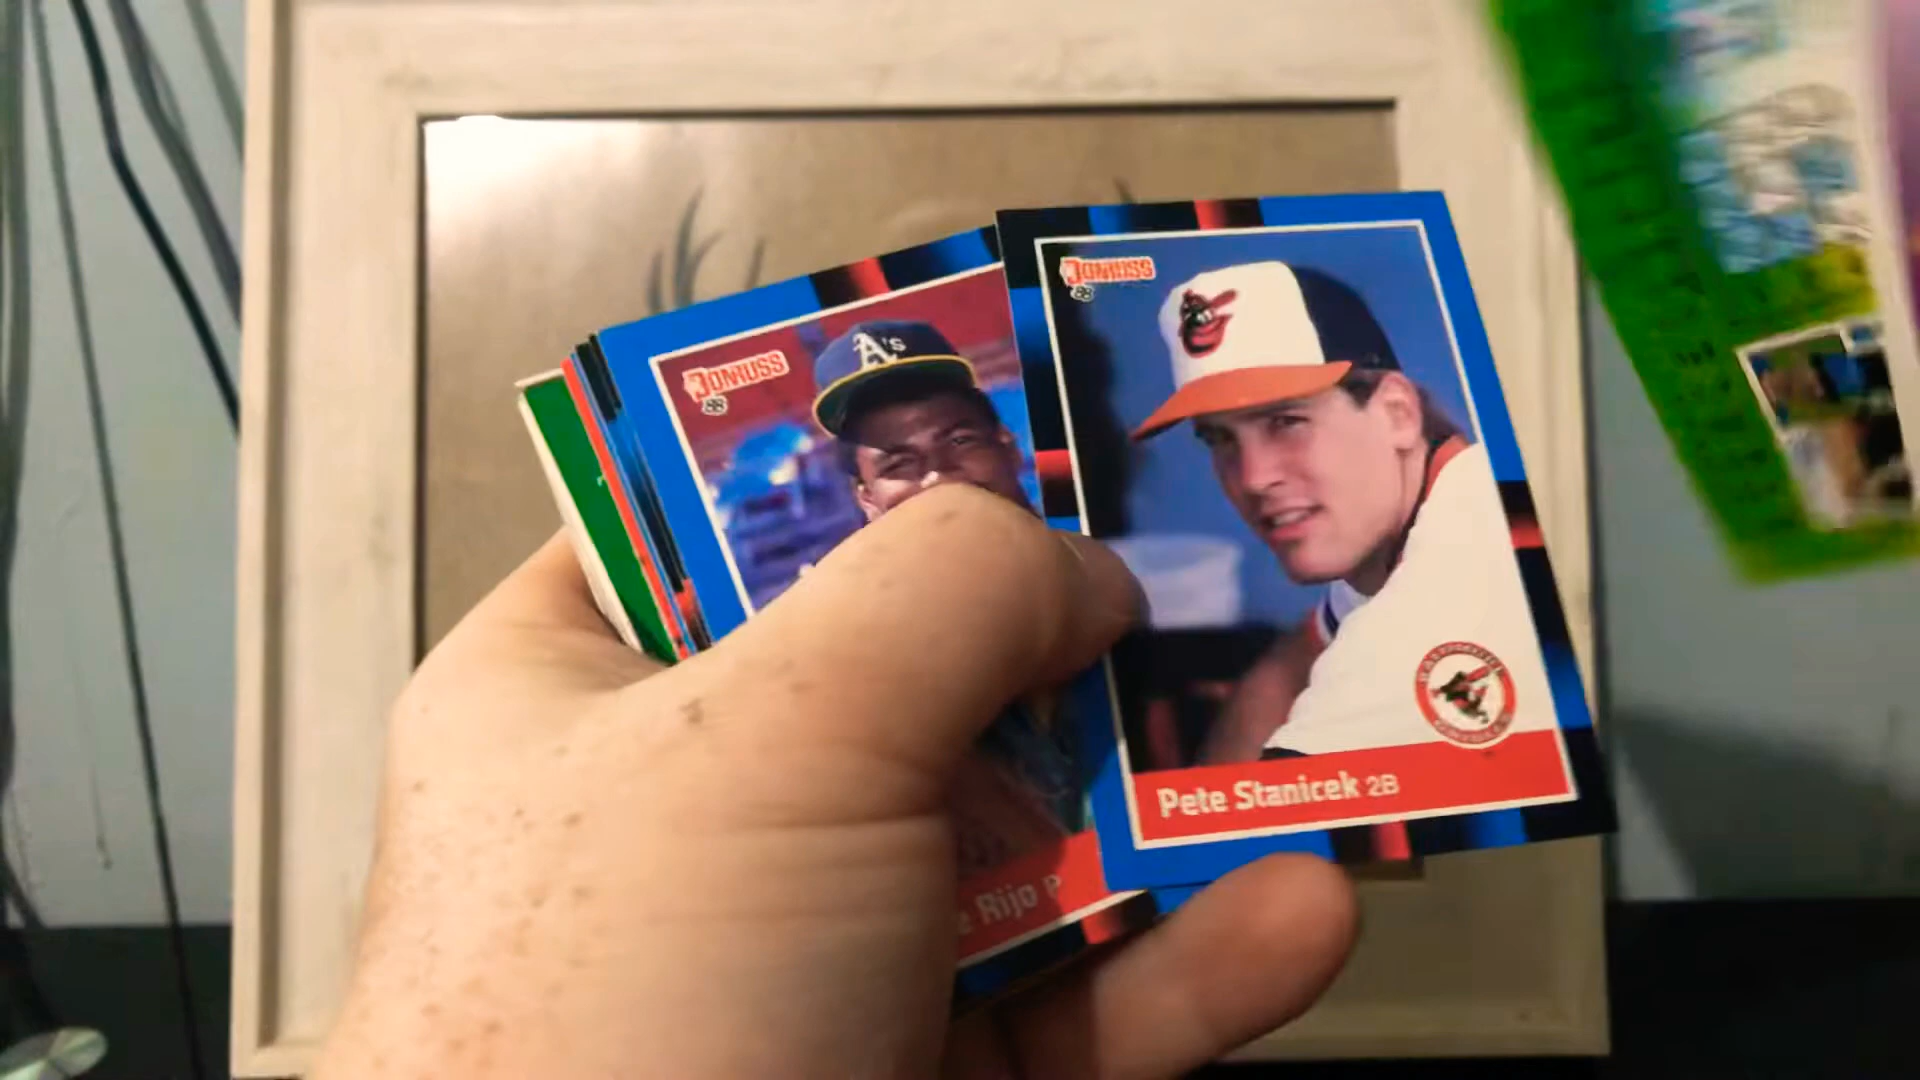 DONRUSS
'88
A's
DONRUSS
'88
Pete Stanicek 2B
e Rijo P